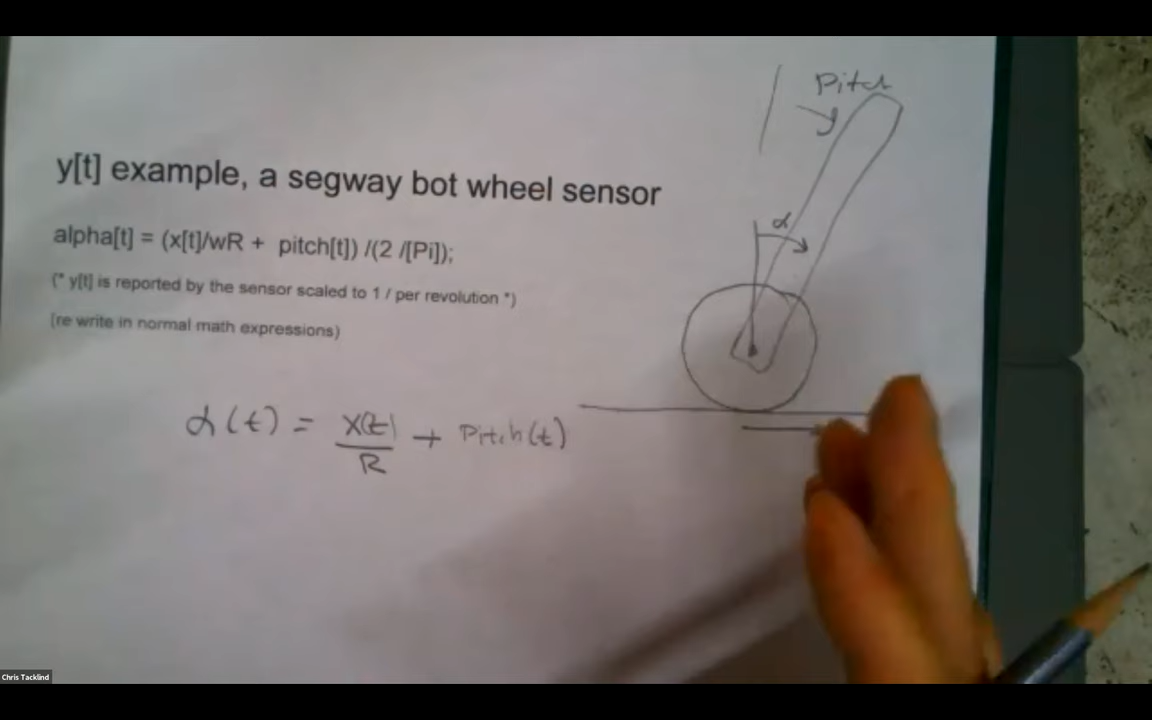 Pitch
y[t] example, a segway bot wheel sensor
α
alpha[t] = (x[t]/wR + pitch[t]) /(2 /[Pi]);
(* y[t] is reported by the sensor scaled to 1 / per revolution *)
(re write in normal math expressions)
α(t) = x(t)/R + Pitch(t)
Chris Tacklind